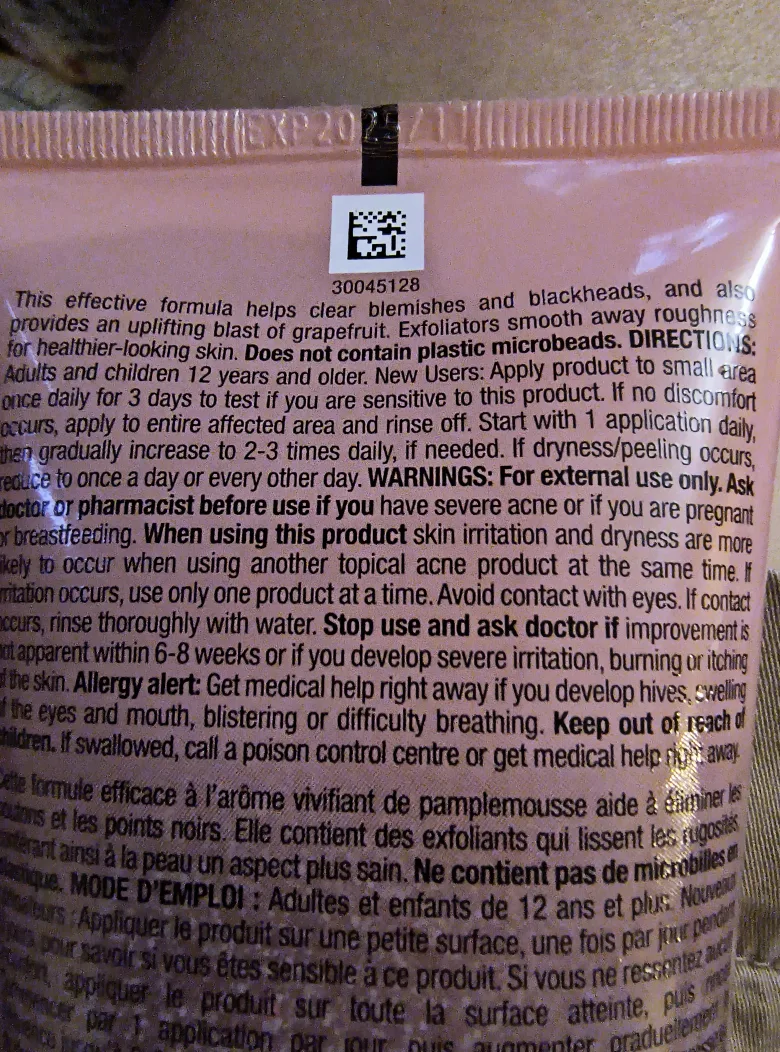 EXP2025/11
30045128
This effective formula helps clear blemishes and blackheads, and also
provides an uplifting blast of grapefruit. Exfoliators smooth away roughness
for healthier-looking skin. Does not contain plastic microbeads. DIRECTIONS:
Adults and children 12 years and older. New Users: Apply product to small area
once daily for 3 days to test if you are sensitive to this product. If no discomfort
occurs, apply to entire affected area and rinse off. Start with 1 application daily,
then gradually increase to 2-3 times daily, if needed. If dryness/peeling occurs,
reduce to once a day or every other day. WARNINGS: For external use only. Ask
doctor or pharmacist before use if you have severe acne or if you are pregnant
or breastfeeding. When using this product skin irritation and dryness are more
likely to occur when using another topical acne product at the same time. If
irritation occurs, use only one product at a time. Avoid contact with eyes. If contact
occurs, rinse thoroughly with water. Stop use and ask doctor if improvement is
not apparent within 6-8 weeks or if you develop severe irritation, burning or itching
of the skin. Allergy alert: Get medical help right away if you develop hives, swelling
of the eyes and mouth, blistering or difficulty breathing. Keep out of reach of
children. If swallowed, call a poison control centre or get medical help right away.
Cette formule efficace à l'arôme vivifiant de pamplemousse aide à éliminer les
boutons et les points noirs. Elle contient des exfoliants qui lissent les rugosités
conférant ainsi à la peau un aspect plus sain. Ne contient pas de microbilles en
plastique. MODE D'EMPLOI : Adultes et enfants de 12 ans et plus. Nouveaux
: Appliquer le produit sur une petite surface, une fois par jour pendant
jours pour savoir si vous êtes sensible à ce produit. Si vous ne ressentez aucun
appliquer le produit sur toute la surface atteinte, puis
par 1 application par jour, puis augmenter graduellement